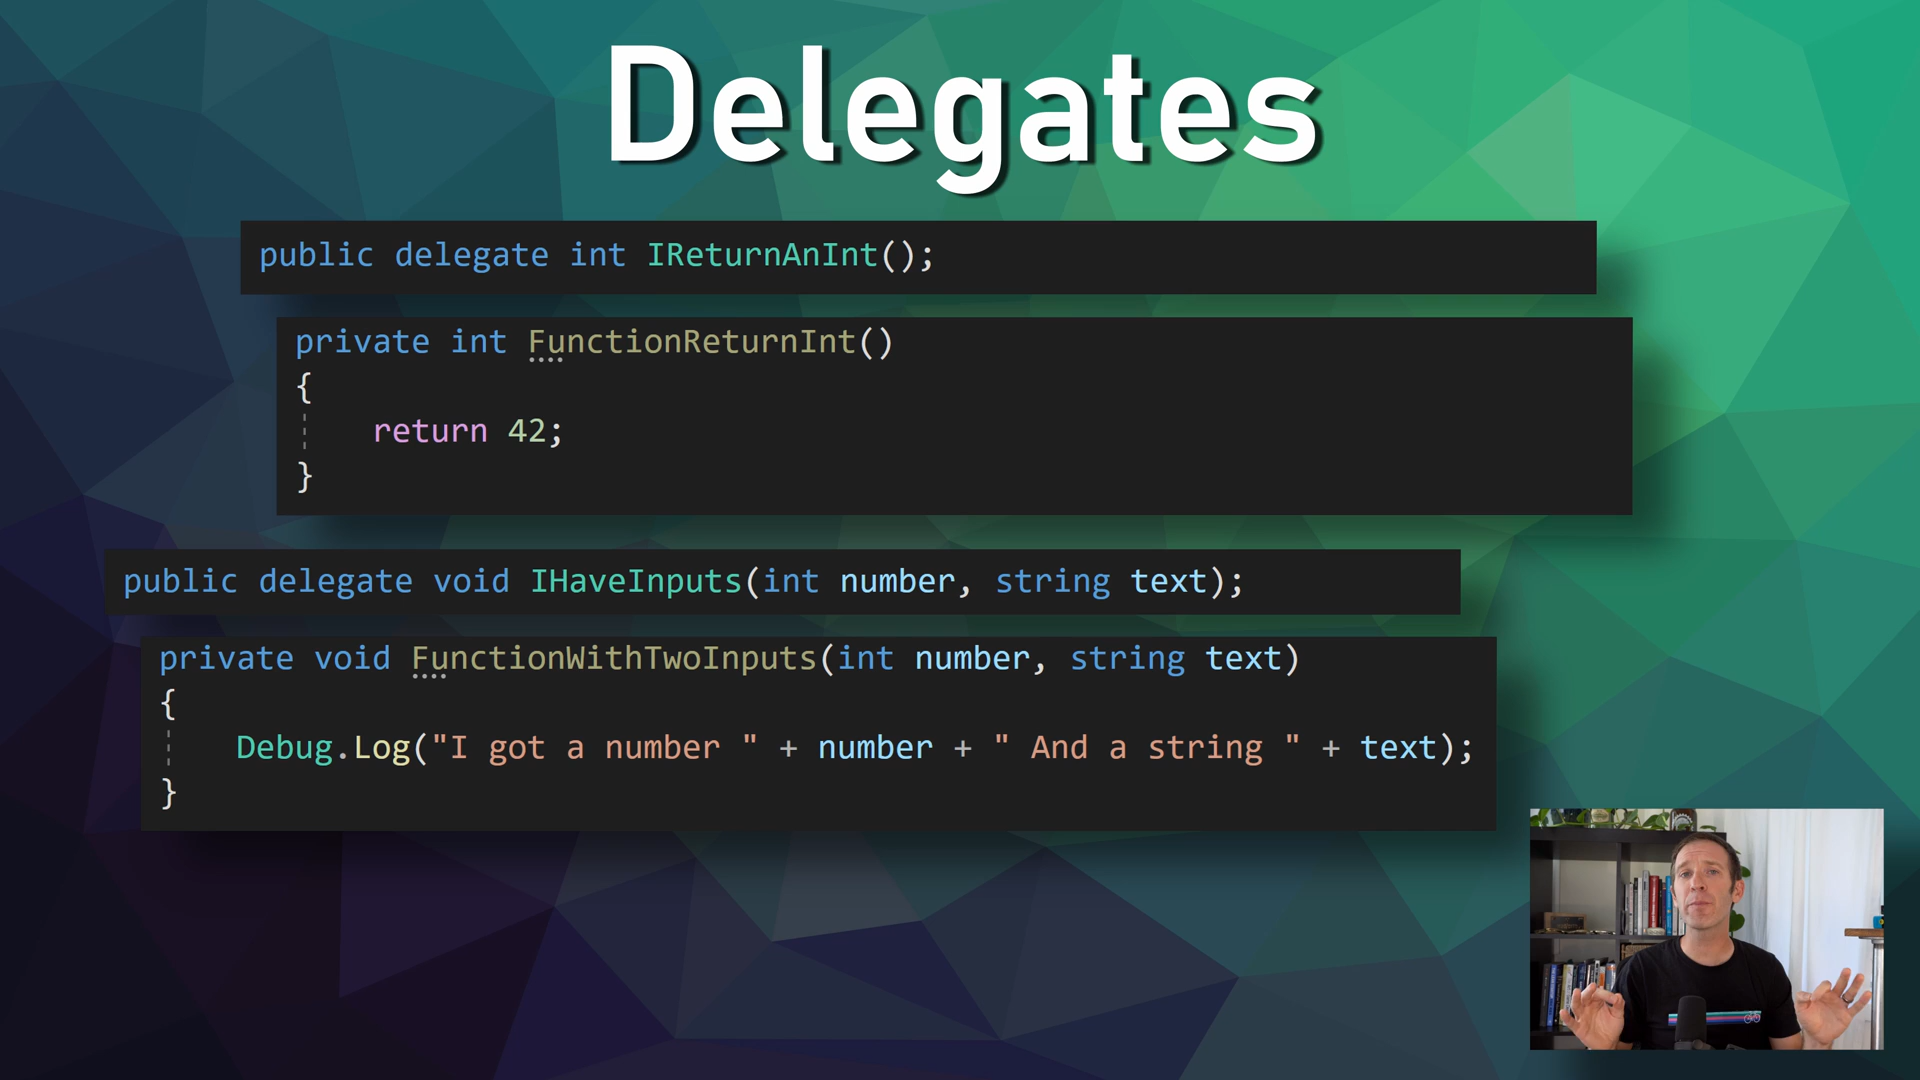 Delegates
public delegate int IReturnAnInt();
private int FunctionReturnInt()
{
return 42;
}
public delegate void IHaveInputs(int number, string text);
private void FunctionWithTwoInputs(int number, string text)
{
Debug.Log("I got a number " + number + " And a string " + text);
}